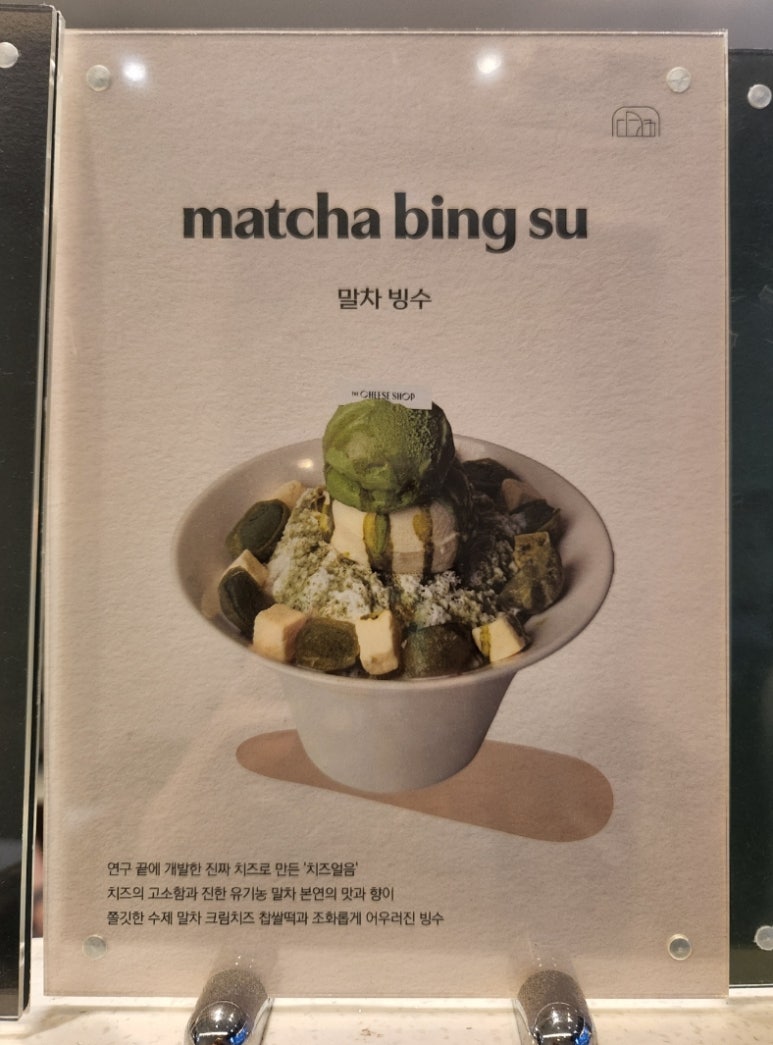 matcha bing su
말차 빙수
THE CHEESE SHOP
연구 끝에 개발한 진짜 치즈로 만든 '치즈얼음'
치즈의 고소함과 진한 유기농 말차 본연의 맛과 향이
쫄깃한 수제 말차 크림치즈 찹쌀떡과 조화롭게 어우러진 빙수